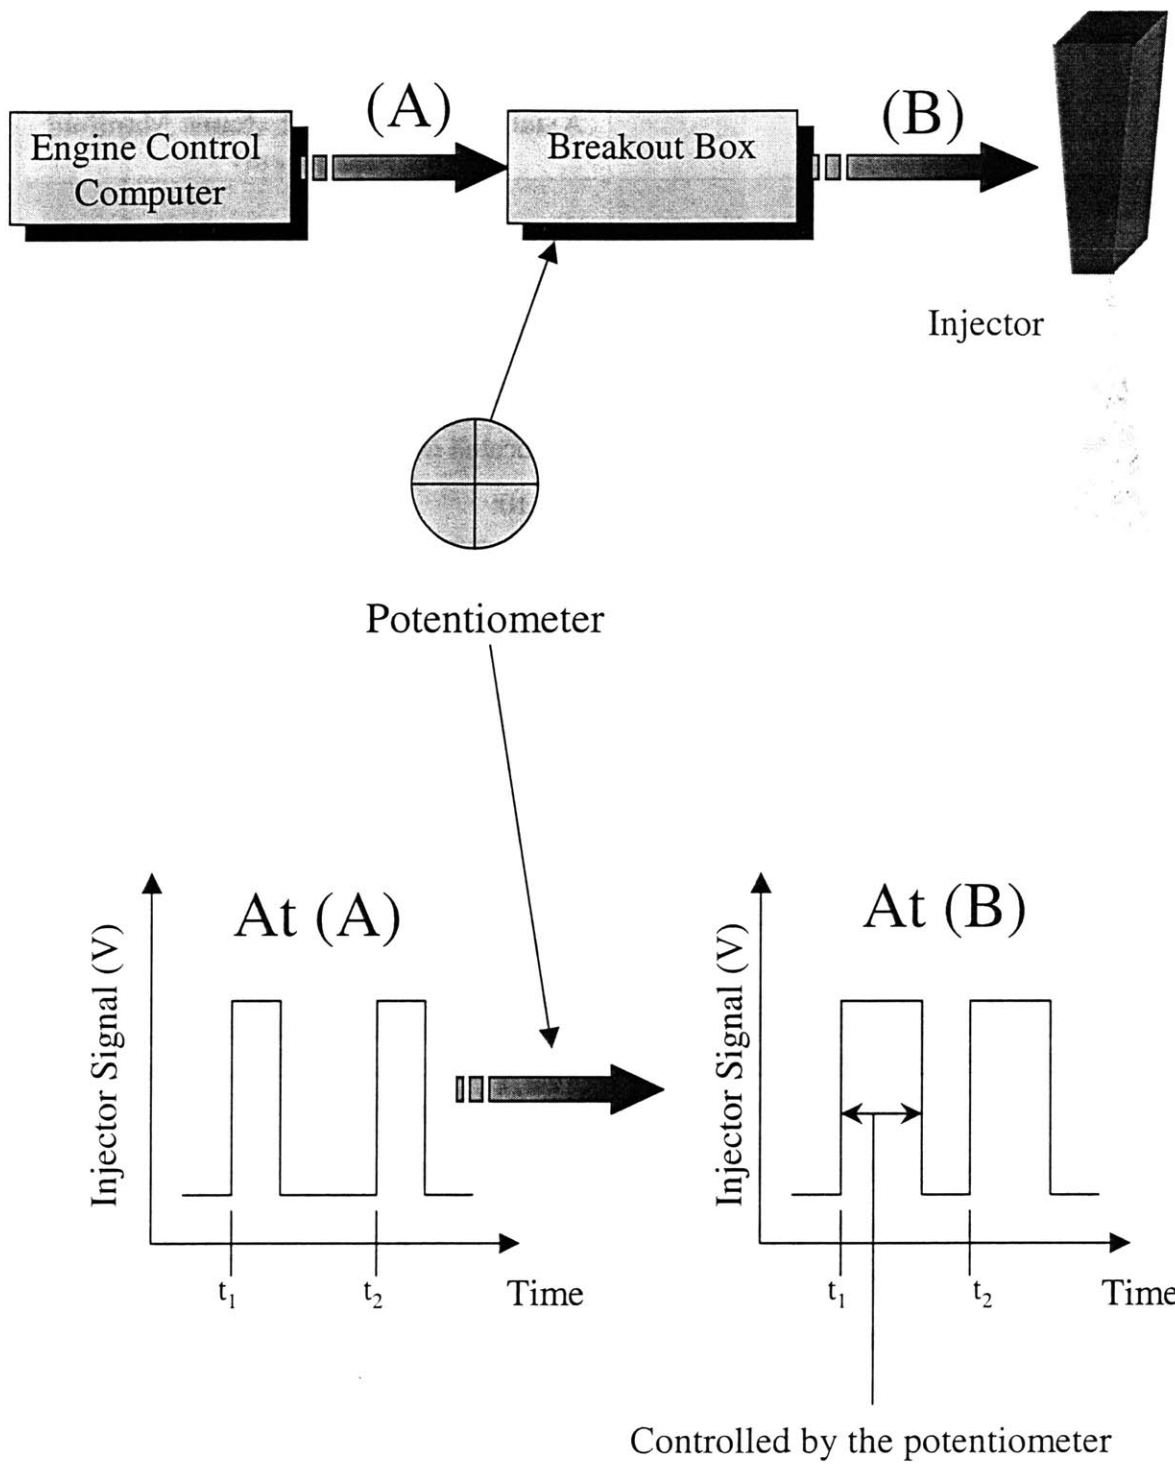 (A)
(B)
Engine Control
Computer
Breakout Box
Injector
Potentiometer
At (A)
At (B)
Injector Signal (V)
Injector Signal (V)
t₁
t₂
Time
t₁
t₂
Time
Controlled by the potentiometer